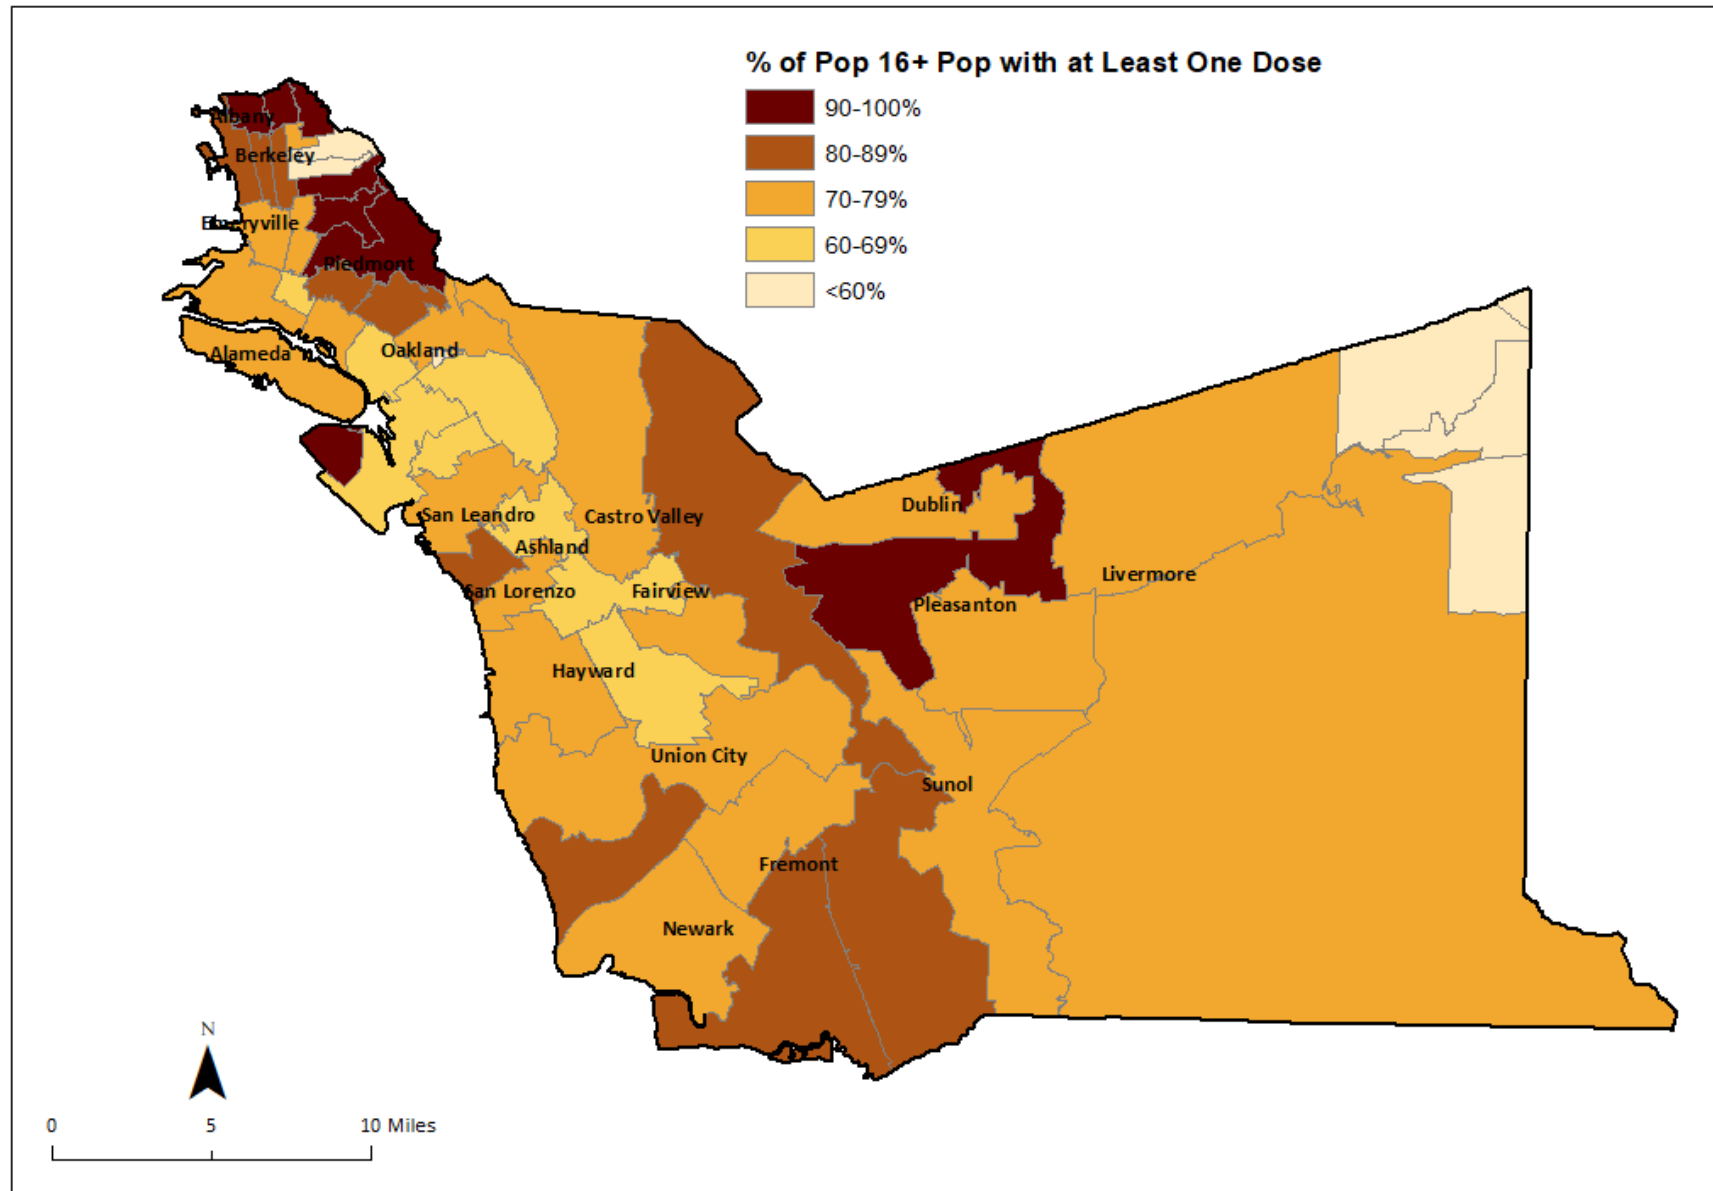 % of Pop 16+ Pop with at Least One Dose
90-100%
80-89%
70-79%
60-69%
<60%
Albany
Berkeley
Emeryville
Piedmont
Alameda
Oakland
San Leandro
Castro Valley
Dublin
Ashland
Livermore
San Lorenzo
Fairview
Pleasanton
Hayward
Union City
Sunol
Fremont
Newark
N
0 5 10 Miles